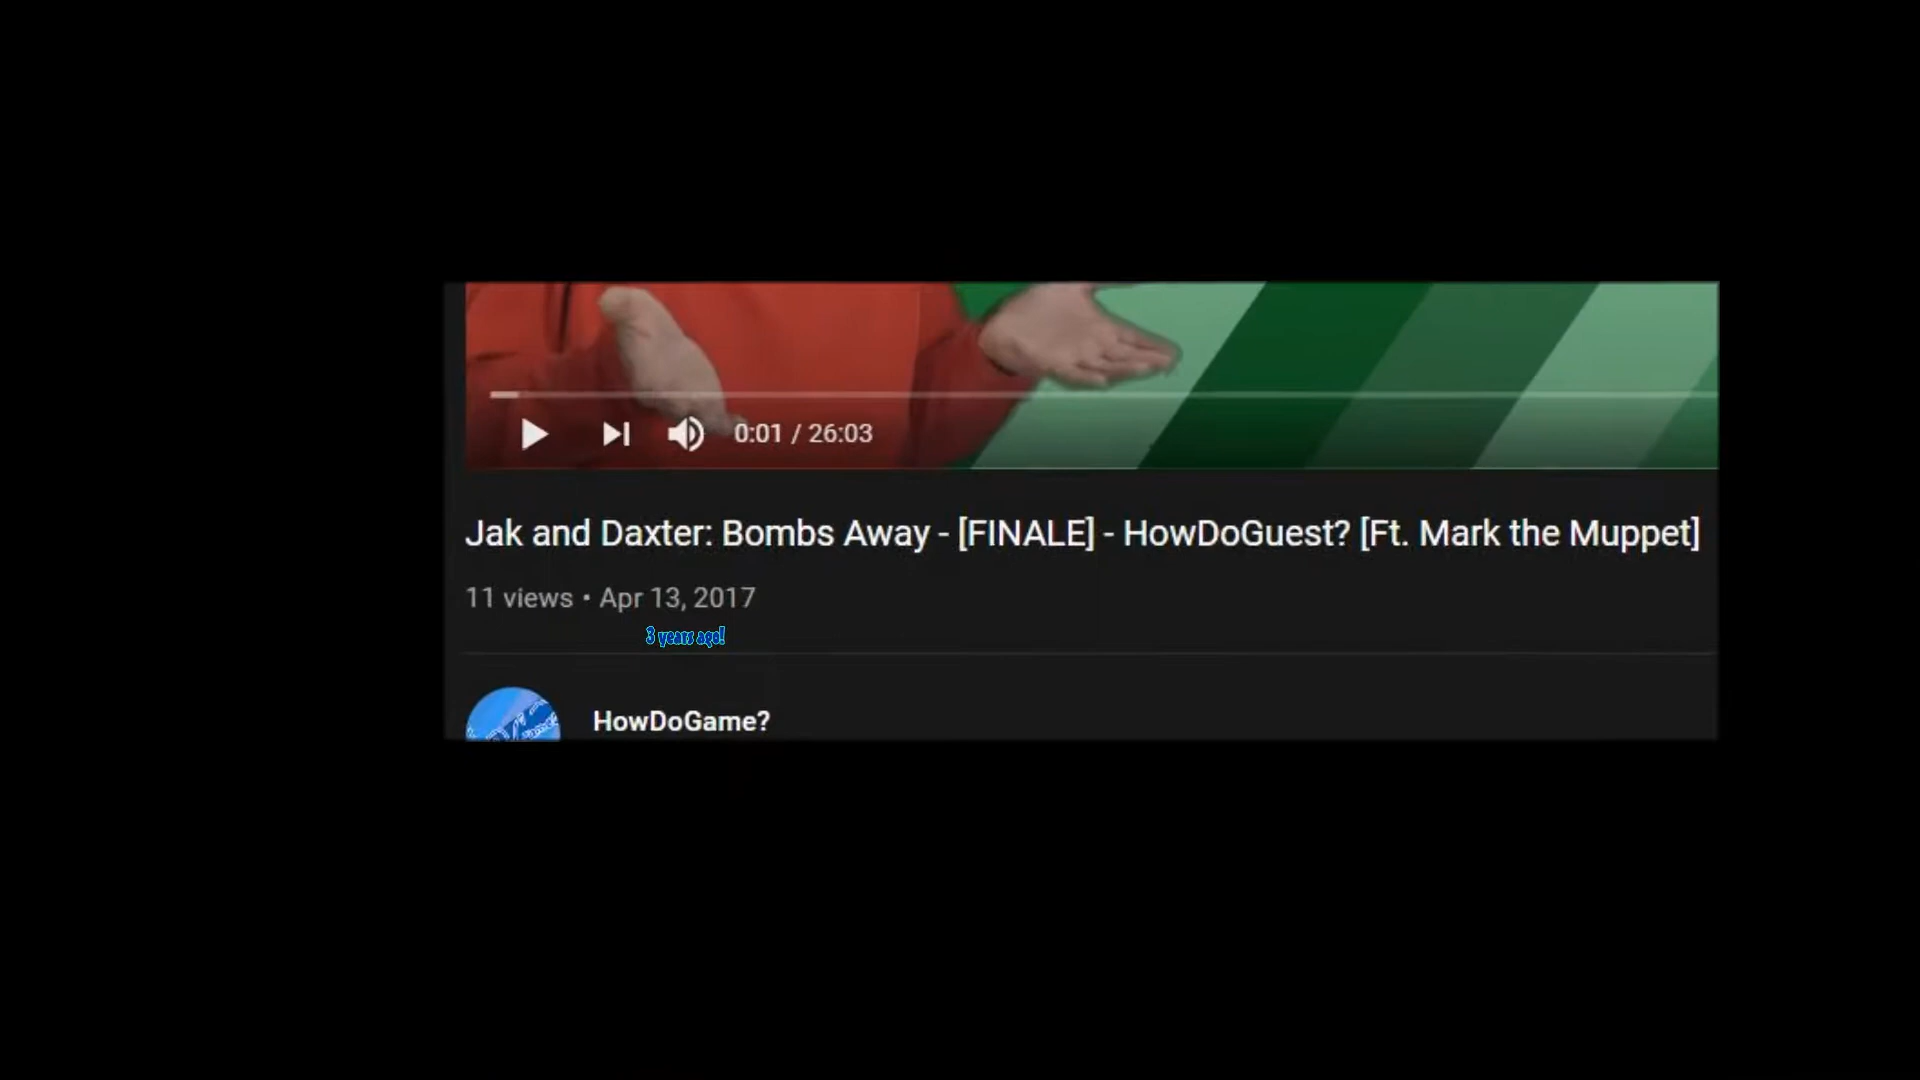 0:01 / 26:03
Jak and Daxter: Bombs Away - [FINALE] - HowDoGuest? [Ft. Mark the Muppet]
11 views • Apr 13, 2017
3 years ago!
HowDoGame?